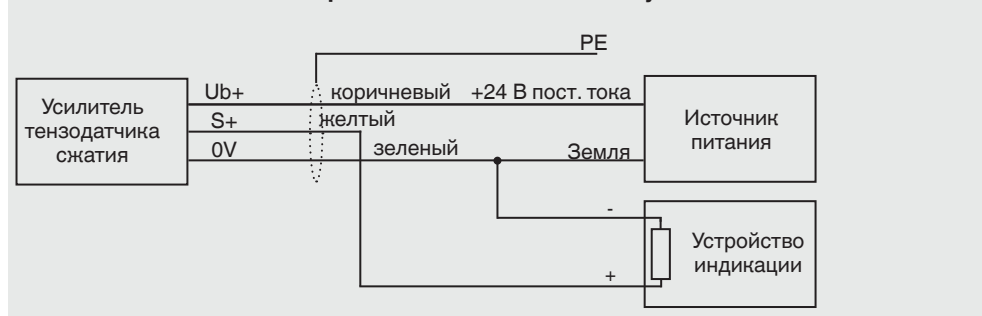 PE
Ub+ коричневый +24 В пост. тока
S+ желтый
0V зеленый Земля
Усилитель
тензодатчика
сжатия
Источник
питания
-
+
Устройство
индикации